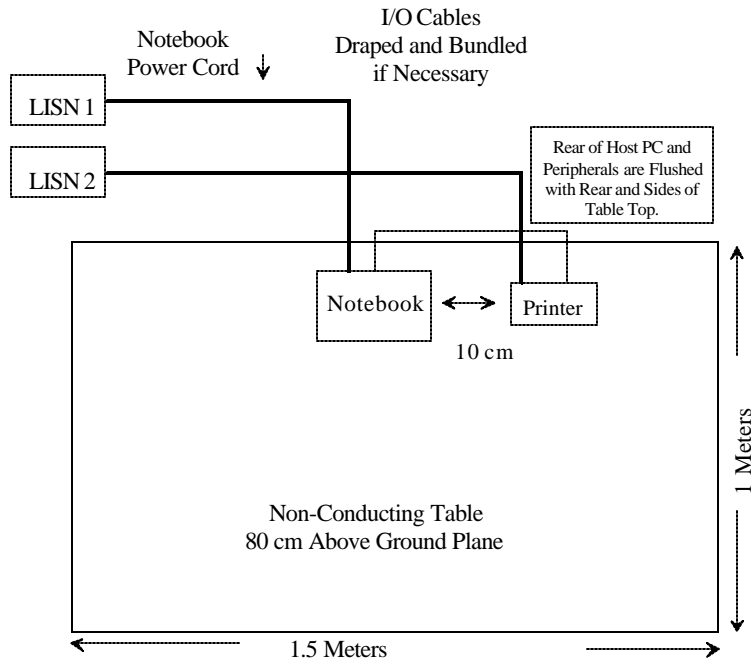 I/O Cables
Draped and Bundled
if Necessary
Notebook
Power Cord
LISN 1
LISN 2
Rear of Host PC and
Peripherals are Flushed
with Rear and Sides of
Table Top.
Notebook
Printer
10 cm
1 Meters
Non-Conducting Table
80 cm Above Ground Plane
1.5 Meters